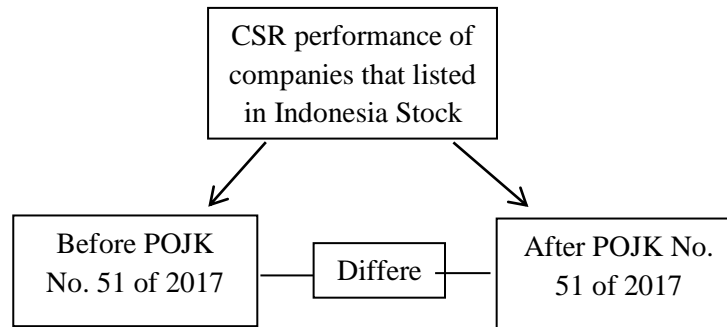 CSR performance of
companies that listed
in Indonesia Stock
Before POJK
No. 51 of 2017
Differe
After POJK No.
51 of 2017